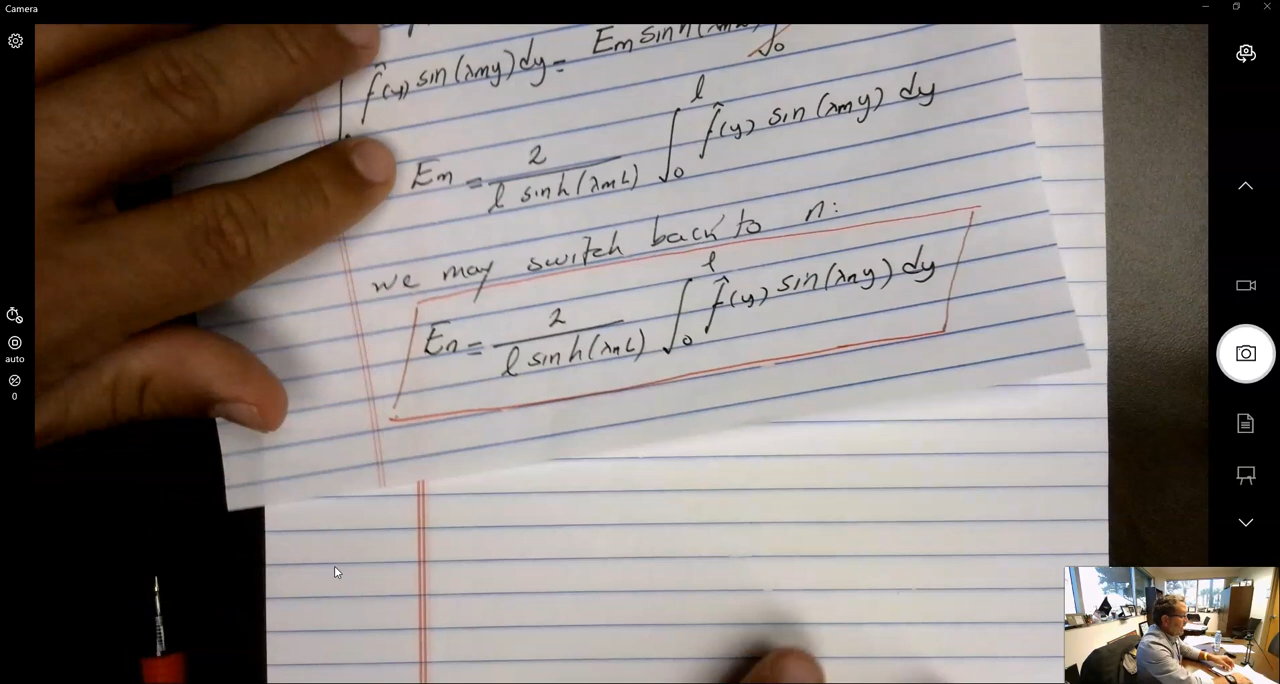 Camera
f̂(y) sin(λmy) dy = Em sinh(
0
Em = 2 / l sinh(λmL) ∫0^l f̂(y) sin(λmy) dy
we may switch back to n:
En = 2 / l sinh(λnL) ∫0^l f̂(y) sin(λny) dy
auto
0